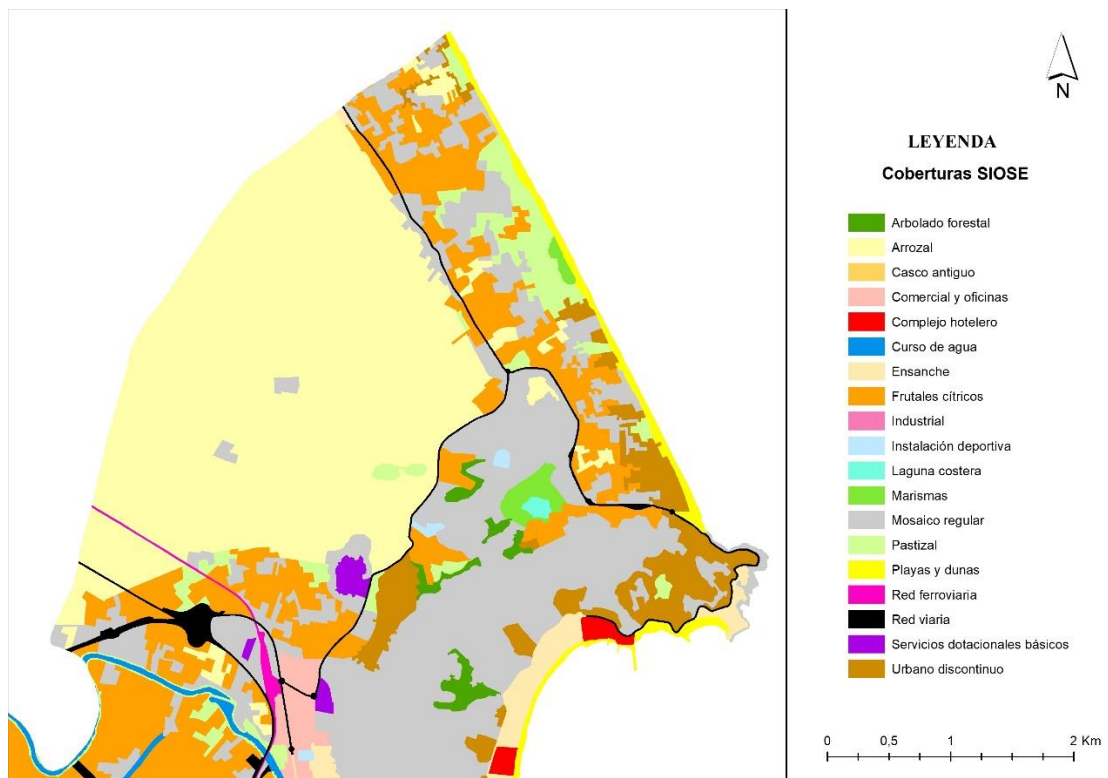 N
LEYENDA
Coberturas SIOSE
Arbolado forestal
Arrozal
Casco antiguo
Comercial y oficinas
Complejo hotelero
Curso de agua
Ensanche
Frutales cítricos
Industrial
Instalación deportiva
Laguna costera
Marismas
Mosaico regular
Pastizal
Playas y dunas
Red ferroviaria
Red viaria
Servicios dotacionales básicos
Urbano discontinuo
0 0,5 1 2 Km